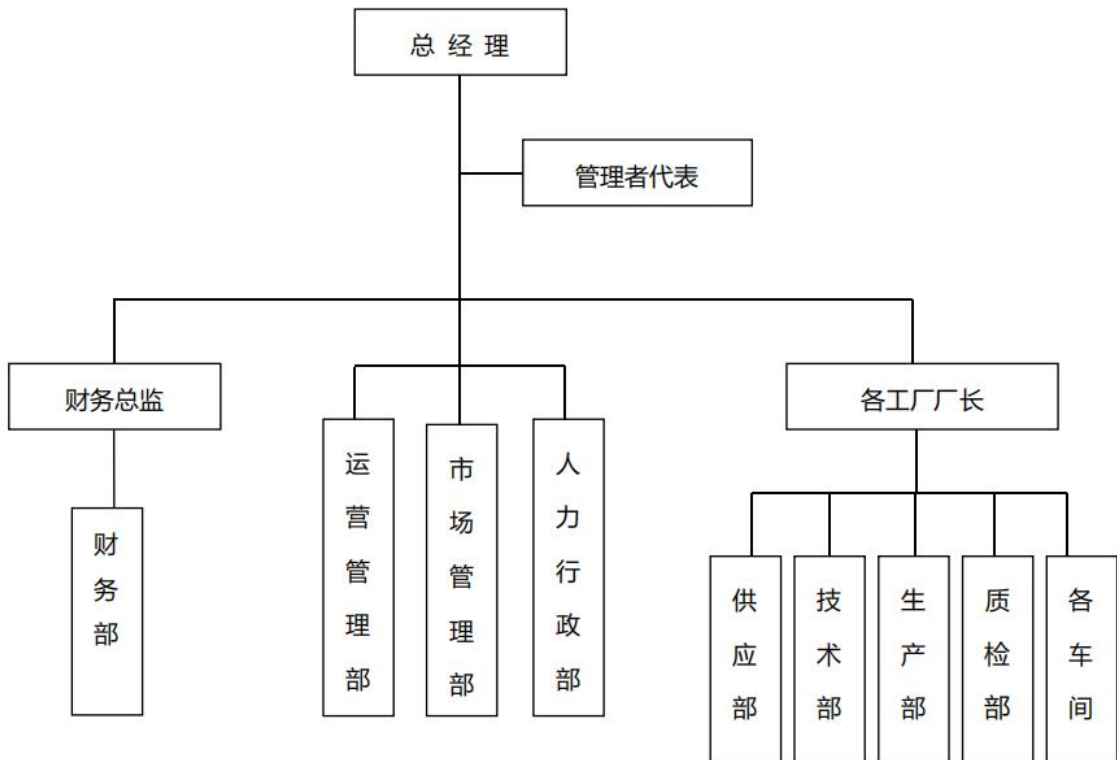 总 经 理
管理者代表
财务总监
各工厂厂长
财务部
运营管理部
市场管理部
人力行政部
供应部
技术部
生产部
质检部
各车间